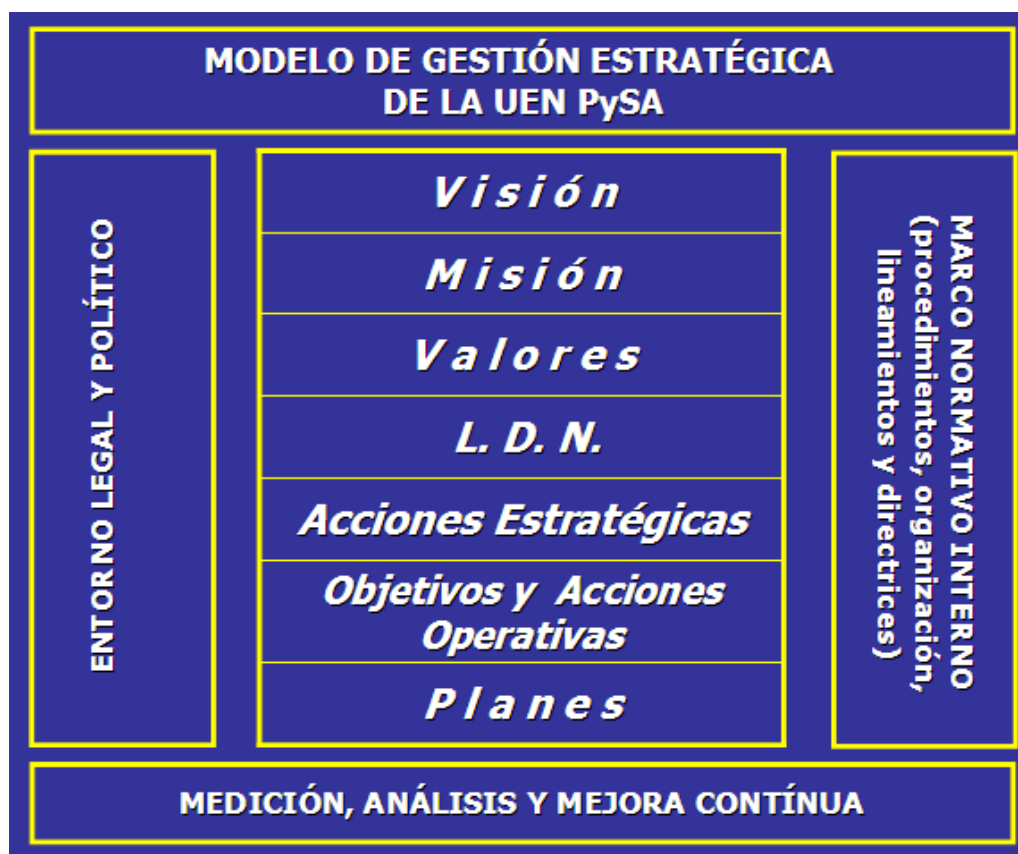 MODELO DE GESTIÓN ESTRATÉGICA
DE LA UEN PySA
ENTORNO LEGAL Y POLÍTICO
Visión
Misión
Valores
L. D. N.
Acciones Estratégicas
Objetivos y Acciones
Operativas
Planes
MARCO NORMATIVO INTERNO
(procedimientos, organización,
lineamientos y directrices)
MEDICIÓN, ANÁLISIS Y MEJORA CONTÍNUA